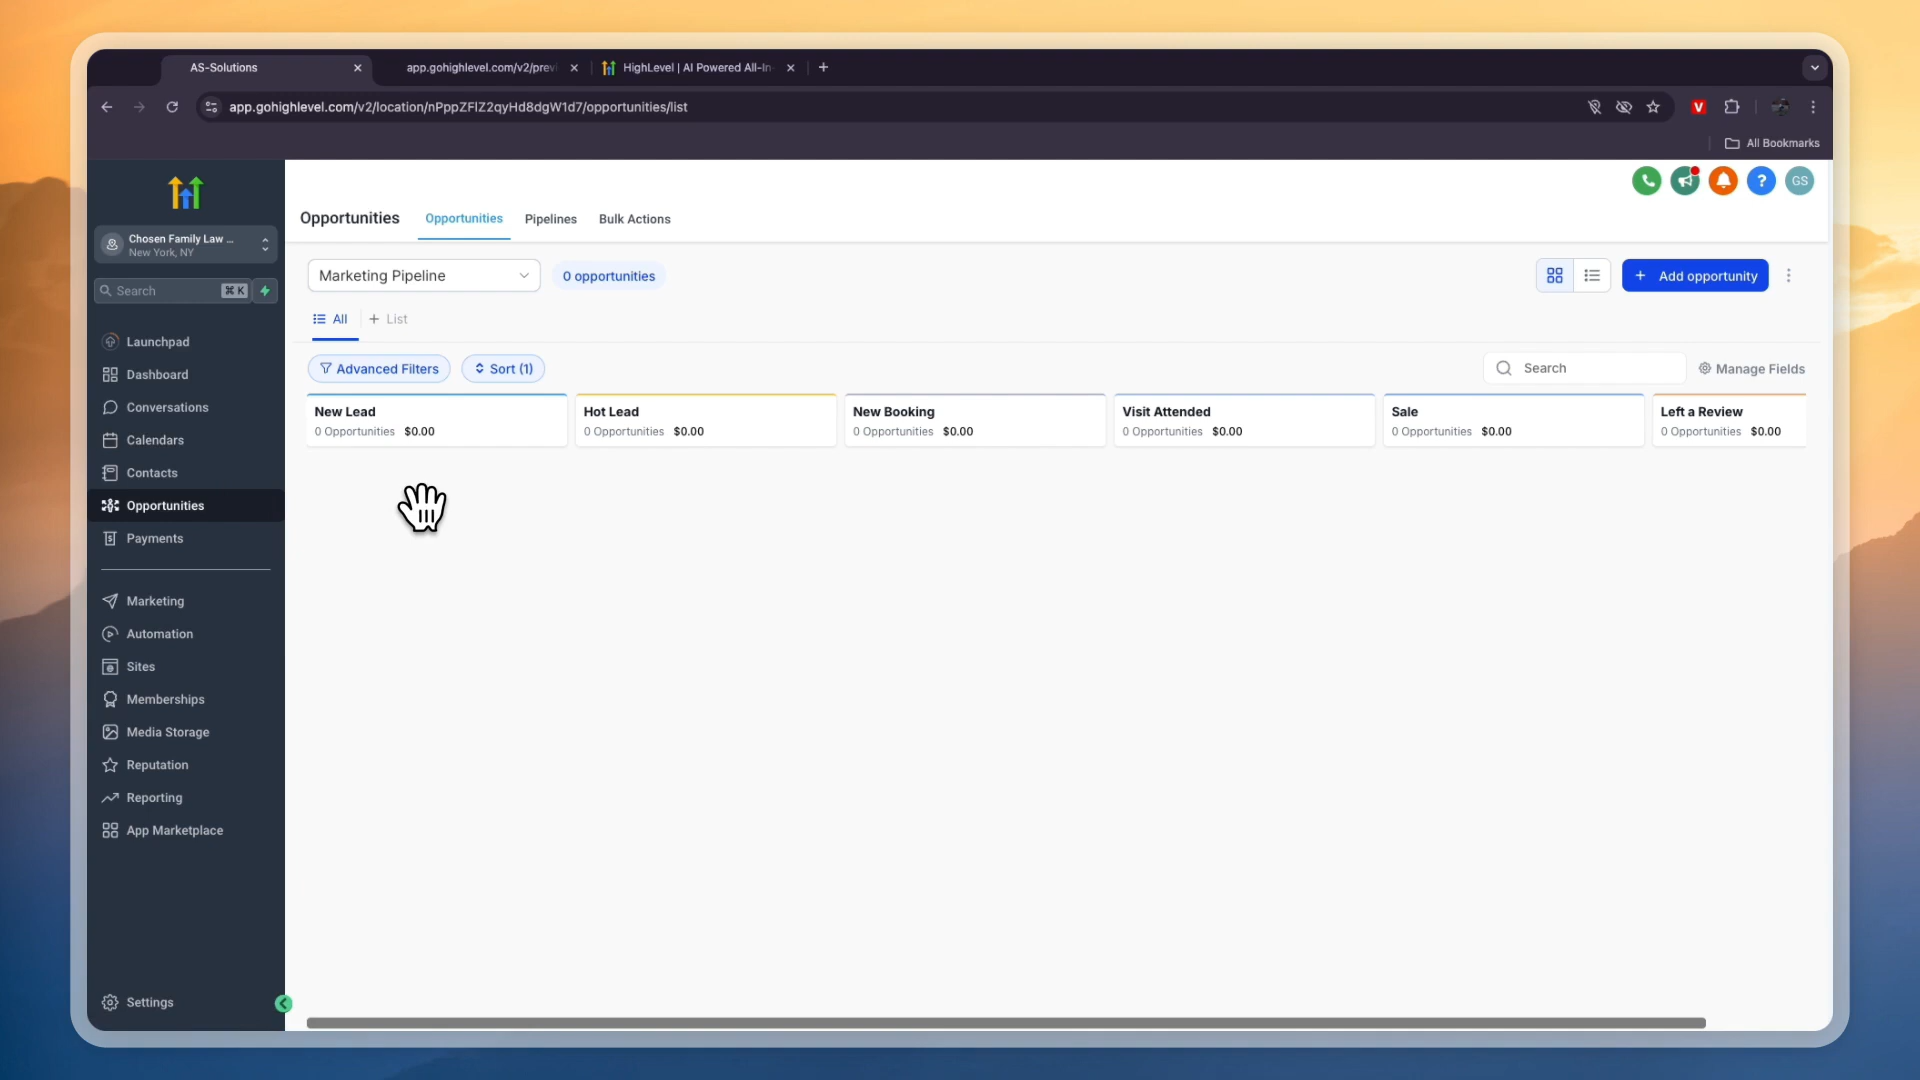 AS-Solutions
app.gohighlevel.com/v2/previ
HighLevel | AI Powered All-In-
app.gohighlevel.com/v2/location/nPppZFlZ2qyHd8dgW1d7/opportunities/list
V
All Bookmarks
Chosen Family Law ...
New York, NY
Search ⌘ K
Launchpad
Dashboard
Conversations
Calendars
Contacts
Opportunities
Payments
Marketing
Automation
Sites
Memberships
Media Storage
Reputation
Reporting
App Marketplace
Settings
? GS
Opportunities Opportunities Pipelines Bulk Actions
Marketing Pipeline 0 opportunities + Add opportunity
All + List
Advanced Filters Sort (1) Search Manage Fields
New Lead
0 Opportunities $0.00
Hot Lead
0 Opportunities $0.00
New Booking
0 Opportunities $0.00
Visit Attended
0 Opportunities $0.00
Sale
0 Opportunities $0.00
Left a Review
0 Opportunities $0.00